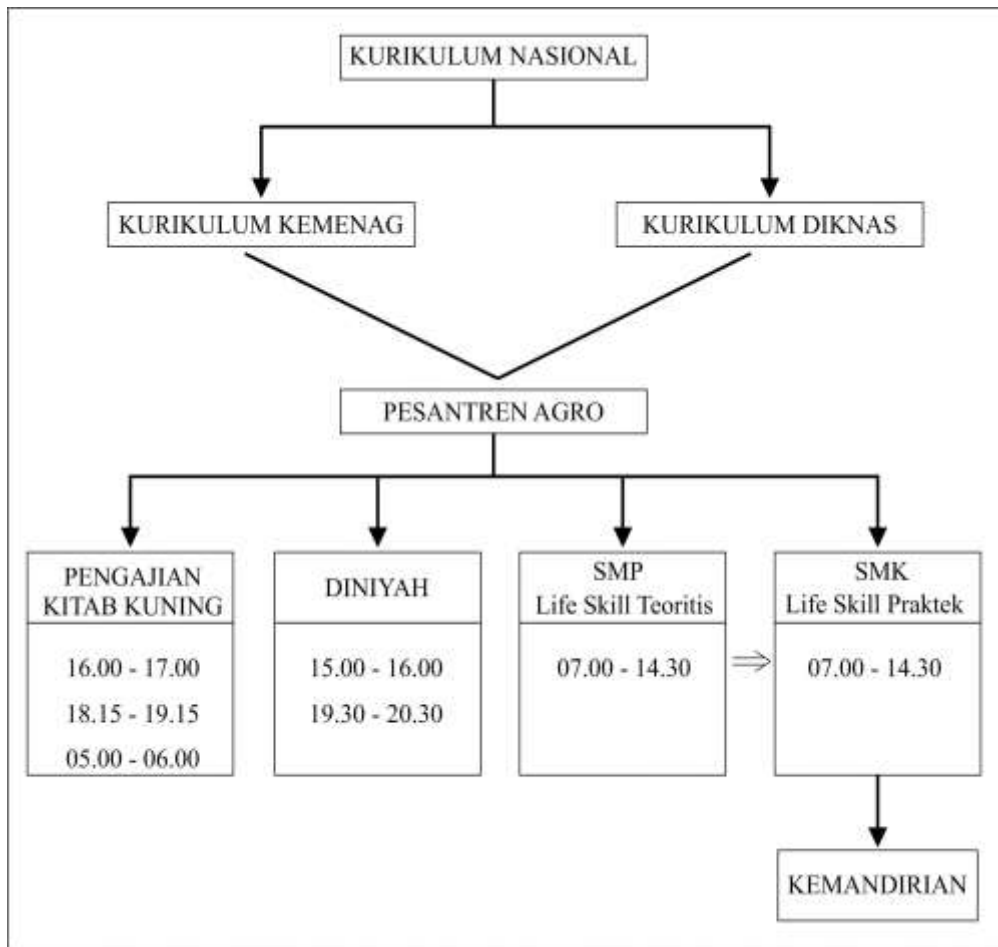 KURIKULUM NASIONAL
KURIKULUM KEMENAG
KURIKULUM DIKNAS
PESANTREN AGRO
PENGAJIAN
KITAB KUNING
16.00 - 17.00
18.15 - 19.15
05.00 - 06.00
DINIYAH
15.00 - 16.00
19.30 - 20.30
SMP
Life Skill Teoritis
07.00 - 14.30
SMK
Life Skill Praktek
07.00 - 14.30
KEMANDIRIAN